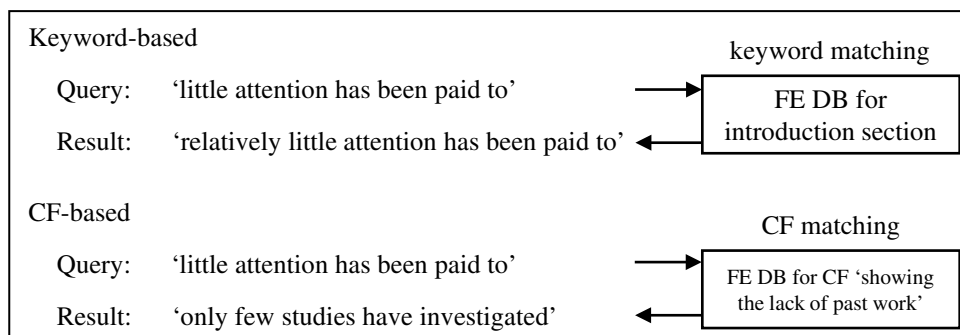 Keyword-based
keyword matching
Query: ‘little attention has been paid to’
FE DB for
introduction section
Result: ‘relatively little attention has been paid to’
CF-based
CF matching
Query: ‘little attention has been paid to’
FE DB for CF ‘showing
the lack of past work’
Result: ‘only few studies have investigated’